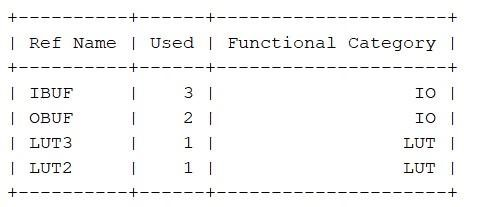 +----------+------+---------------------+
| Ref Name | Used | Functional Category |
+----------+------+---------------------+
| IBUF     |    3 |                  IO |
| OBUF     |    2 |                  IO |
| LUT3     |    1 |                 LUT |
| LUT2     |    1 |                 LUT |
+----------+------+---------------------+